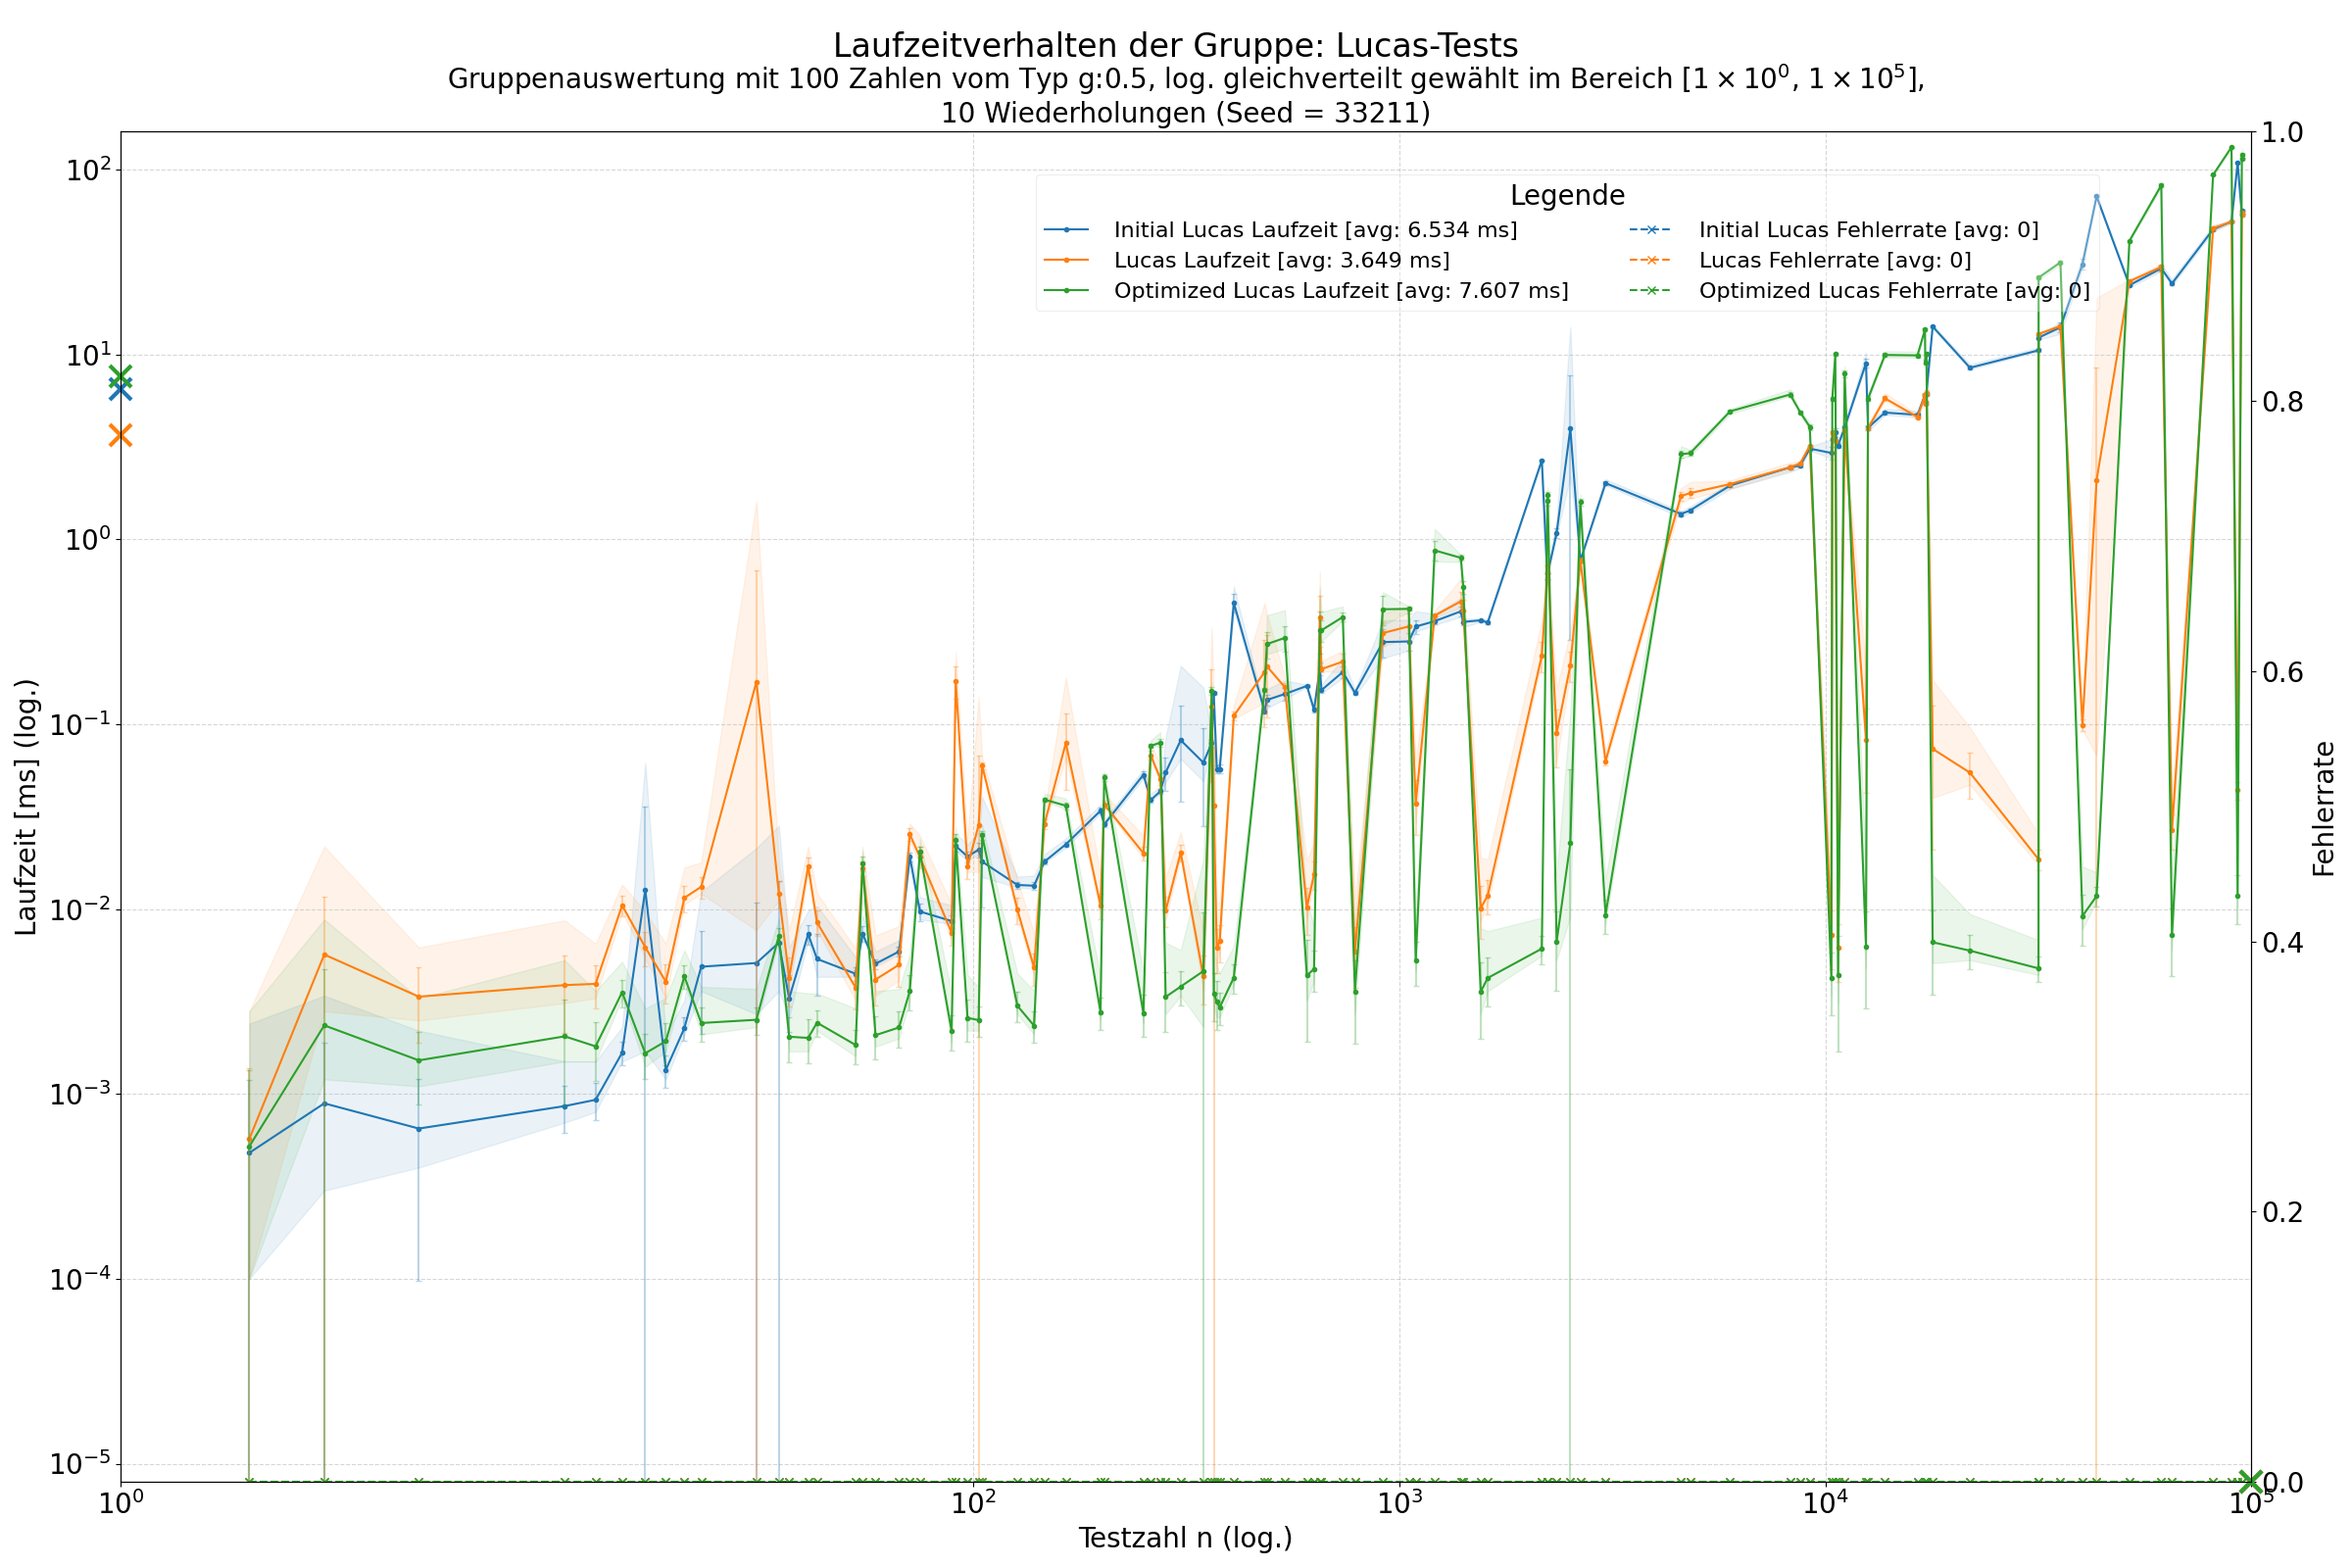 Laufzeitverhalten der Gruppe: Lucas-Tests
Gruppenauswertung mit 100 Zahlen vom Typ g:0.5, log. gleichverteilt gewählt im Bereich [1 × 10⁰, 1 × 10⁵],
10 Wiederholungen (Seed = 33211)
Legende
Initial Lucas Laufzeit [avg: 6.534 ms]
Lucas Laufzeit [avg: 3.649 ms]
Optimized Lucas Laufzeit [avg: 7.607 ms]
Initial Lucas Fehlerrate [avg: 0]
Lucas Fehlerrate [avg: 0]
Optimized Lucas Fehlerrate [avg: 0]
Laufzeit [ms] (log.)
10²
10¹
10⁰
10⁻¹
10⁻²
10⁻³
10⁻⁴
10⁻⁵
Fehlerrate
1.0
0.8
0.6
0.4
0.2
0.0
10⁰
10²
10³
10⁴
10⁵
Testzahl n (log.)